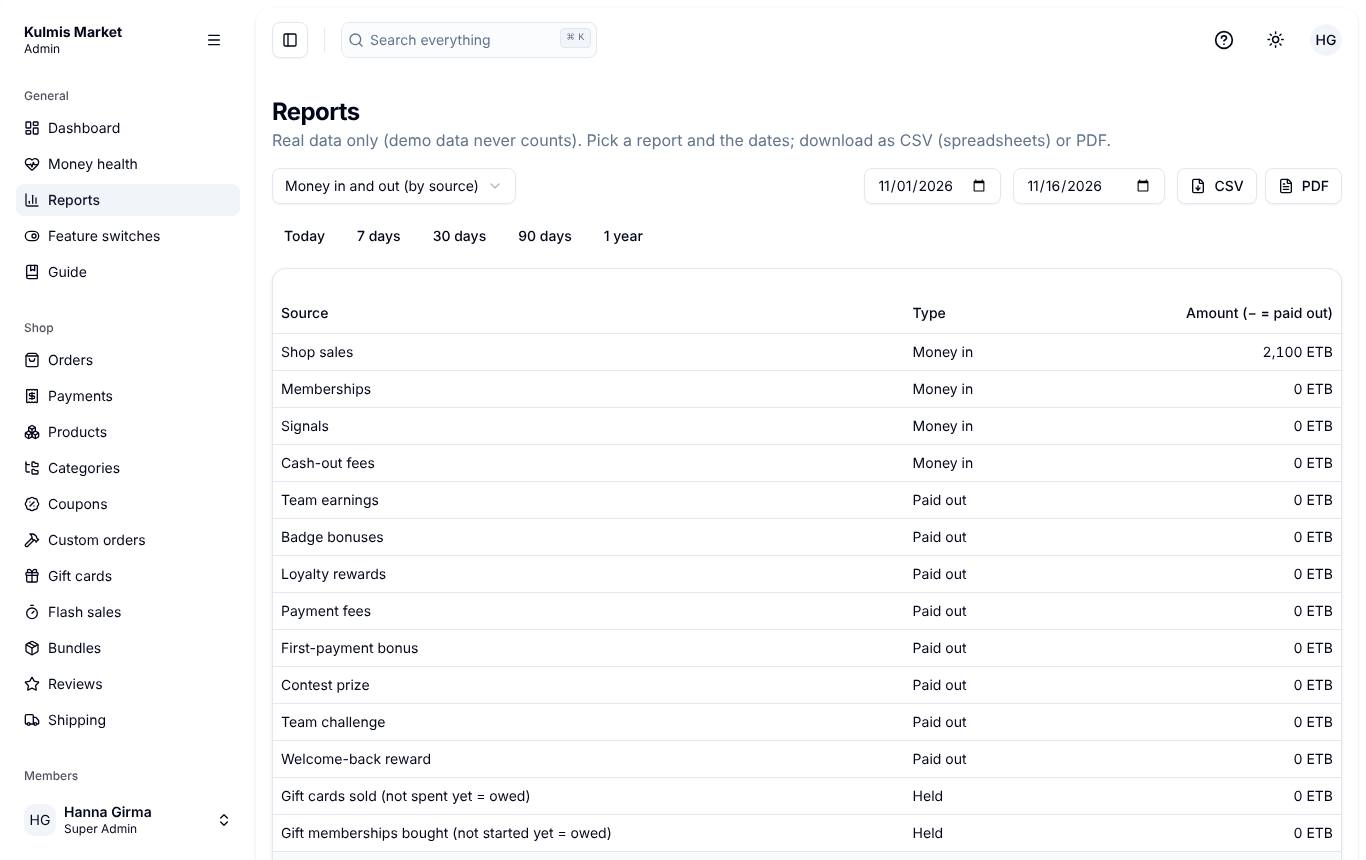 Kulmis Market
Admin
General
Dashboard
Money health
Reports
Feature switches
Guide
Shop
Orders
Payments
Products
Categories
Coupons
Custom orders
Gift cards
Flash sales
Bundles
Reviews
Shipping
Members
HG
Hanna Girma
Super Admin
Search everything ⌘ K
HG
Reports
Real data only (demo data never counts). Pick a report and the dates; download as CSV (spreadsheets) or PDF.
Money in and out (by source) 11/01/2026 11/16/2026 CSV PDF
Today 7 days 30 days 90 days 1 year
Source Type Amount (− = paid out)
Shop sales Money in 2,100 ETB
Memberships Money in 0 ETB
Signals Money in 0 ETB
Cash-out fees Money in 0 ETB
Team earnings Paid out 0 ETB
Badge bonuses Paid out 0 ETB
Loyalty rewards Paid out 0 ETB
Payment fees Paid out 0 ETB
First-payment bonus Paid out 0 ETB
Contest prize Paid out 0 ETB
Team challenge Paid out 0 ETB
Welcome-back reward Paid out 0 ETB
Gift cards sold (not spent yet = owed) Held 0 ETB
Gift memberships bought (not started yet = owed) Held 0 ETB